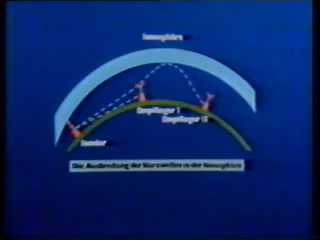 Ionosphäre
Empfänger I
Empfänger II
Sender
Die Ausbreitung der Kurzwellen in der Ionosphäre